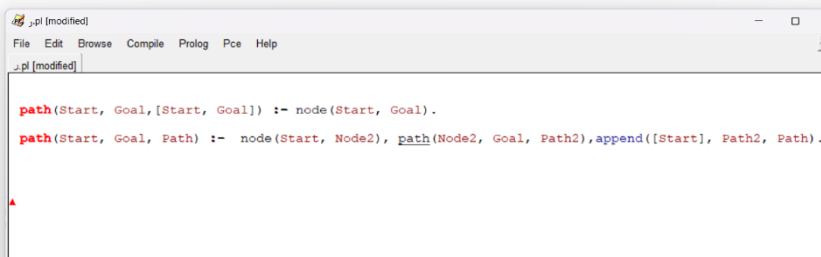 ر.pl [modified]
File Edit Browse Compile Prolog Pce Help
ر.pl [modified]
path(Start, Goal,[Start, Goal]) :- node(Start, Goal).
path(Start, Goal, Path) :- node(Start, Node2), path(Node2, Goal, Path2),append([Start], Path2, Path).